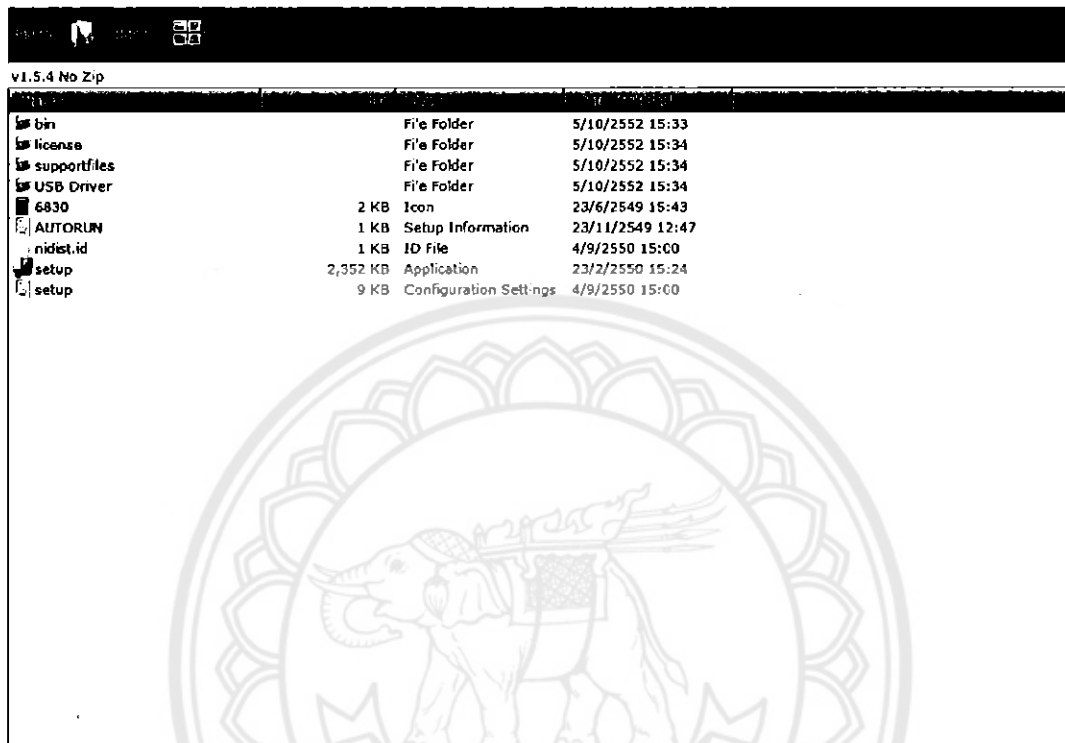 v1.5.4 No Zip
bin File Folder 5/10/2552 15:33
license File Folder 5/10/2552 15:34
supportfiles File Folder 5/10/2552 15:34
USB Driver File Folder 5/10/2552 15:34
6830 2 KB Icon 23/6/2549 15:43
AUTORUN 1 KB Setup Information 23/11/2549 12:47
nidist.id 1 KB ID File 4/9/2550 15:00
setup 2,352 KB Application 23/2/2550 15:24
setup 9 KB Configuration Settings 4/9/2550 15:00